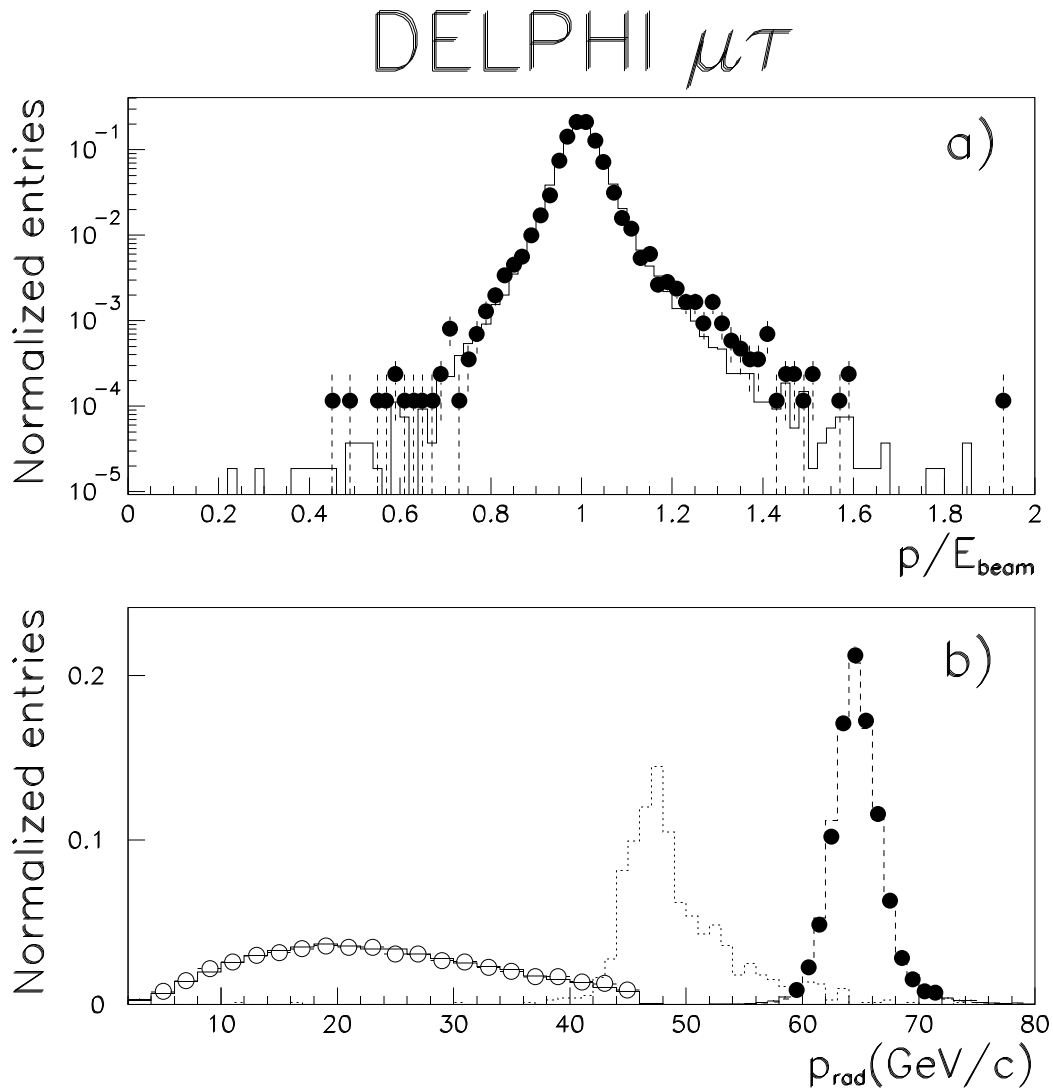 DELPHI μτ
Normalized entries
a)
10⁻¹
10⁻²
10⁻³
10⁻⁴
10⁻⁵
0 0.2 0.4 0.6 0.8 1 1.2 1.4 1.6 1.8 2
p/E_beam
Normalized entries
b)
0.2
0.1
0
10 20 30 40 50 60 70 80
p_rad(GeV/c)